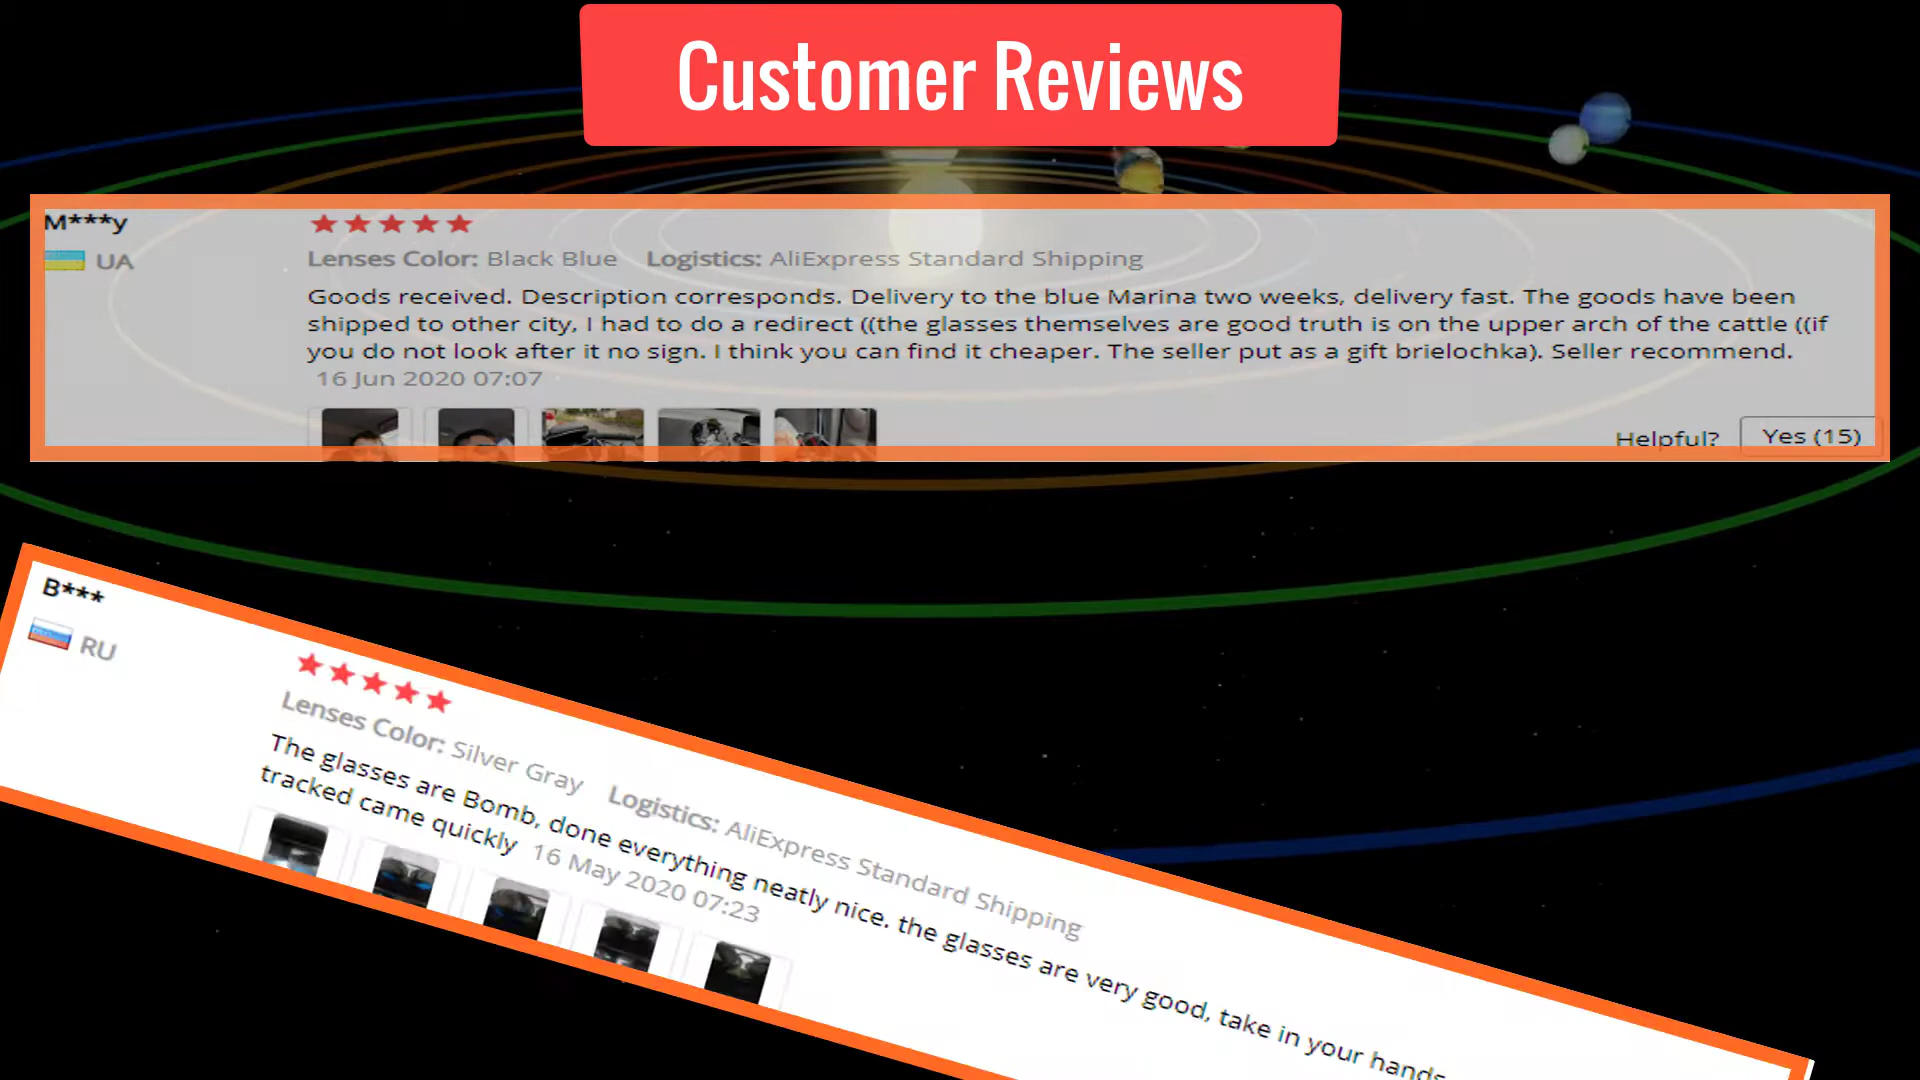 Customer Reviews
M***y
UA
Lenses Color: Black Blue Logistics: AliExpress Standard Shipping
Goods received. Description corresponds. Delivery to the blue Marina two weeks, delivery fast. The goods have been
shipped to other city, I had to do a redirect ((the glasses themselves are good truth is on the upper arch of the cattle ((if
you do not look after it no sign. I think you can find it cheaper. The seller put as a gift brielochka). Seller recommend.
16 Jun 2020 07:07
Helpful? Yes (15)
B***
RU
Lenses Color: Silver Gray Logistics: AliExpress Standard Shipping
The glasses are Bomb, done everything neatly nice. the glasses are very good, take in your hands
tracked came quickly 16 May 2020 07:23